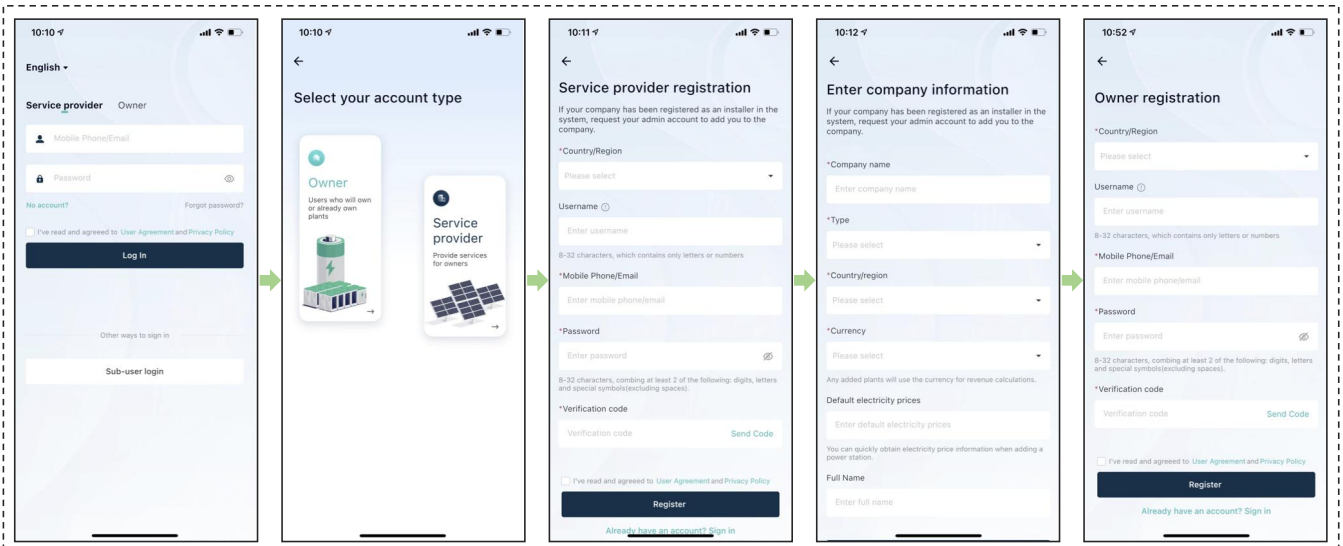 10:10
English
Service provider Owner
Mobile Phone/Email
Password
No account? Forgot password?
I've read and agreeed to User Agreement and Privacy Policy
Log In
Other ways to sign in
Sub-user login
10:10
Select your account type
Owner
Users who will own
or already own
plants
Service
provider
Provide services
for owners
10:11
Service provider registration
If your company has been registered as an installer in the
system, request your admin account to add you to the
company.
*Country/Region
Please select
Username
Enter username
8-32 characters, which contains only letters or numbers
*Mobile Phone/Email
Enter mobile phone/email
*Password
Enter password
8-32 characters, combing at least 2 of the following: digits, letters
and special symbols(excluding spaces).
*Verification code
Verification code Send Code
I've read and agreeed to User Agreement and Privacy Policy
Register
Already have an account? Sign in
10:12
Enter company information
If your company has been registered as an installer in the
system, request your admin account to add you to the
company.
*Company name
Enter company name
*Type
Please select
*Country/region
Please select
*Currency
Please select
Any added plants will use the currency for revenue calculations.
Default electricity prices
Enter default electricity prices
You can quickly obtain electricity price information when adding a
power station.
Full Name
Enter full name
10:52
Owner registration
*Country/Region
Please select
Username
Enter username
8-32 characters, which contains only letters or numbers
*Mobile Phone/Email
Enter mobile phone/email
*Password
Enter password
8-32 characters, combing at least 2 of the following: digits, letters
and special symbols(excluding spaces).
*Verification code
Verification code Send Code
I've read and agreeed to User Agreement and Privacy Policy
Register
Already have an account? Sign in